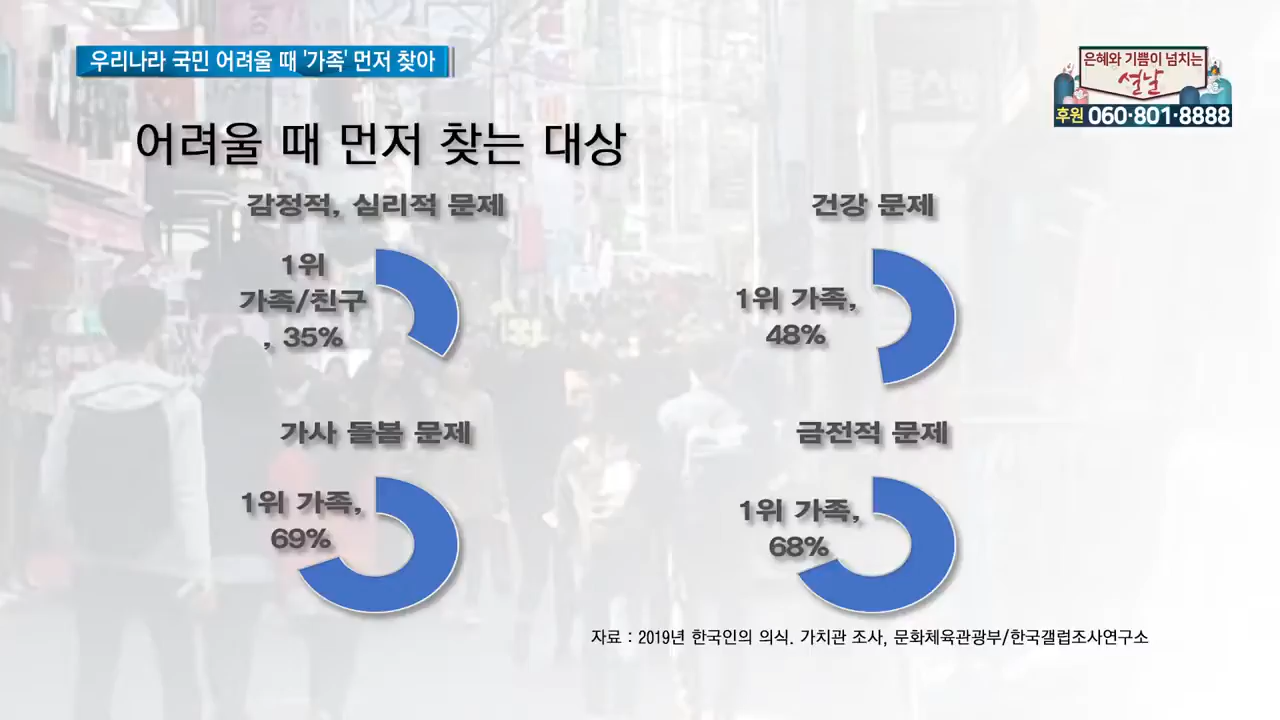 우리나라 국민 어려울 때 '가족' 먼저 찾아
은혜와 기쁨이 넘치는
설날
후원 060·801·8888
어려울 때 먼저 찾는 대상
감정적, 심리적 문제
1위
가족/친구
, 35%
건강 문제
1위 가족,
48%
가사 돌봄 문제
1위 가족,
69%
금전적 문제
1위 가족,
68%
자료 : 2019년 한국인의 의식. 가치관 조사, 문화체육관광부/한국갤럽조사연구소